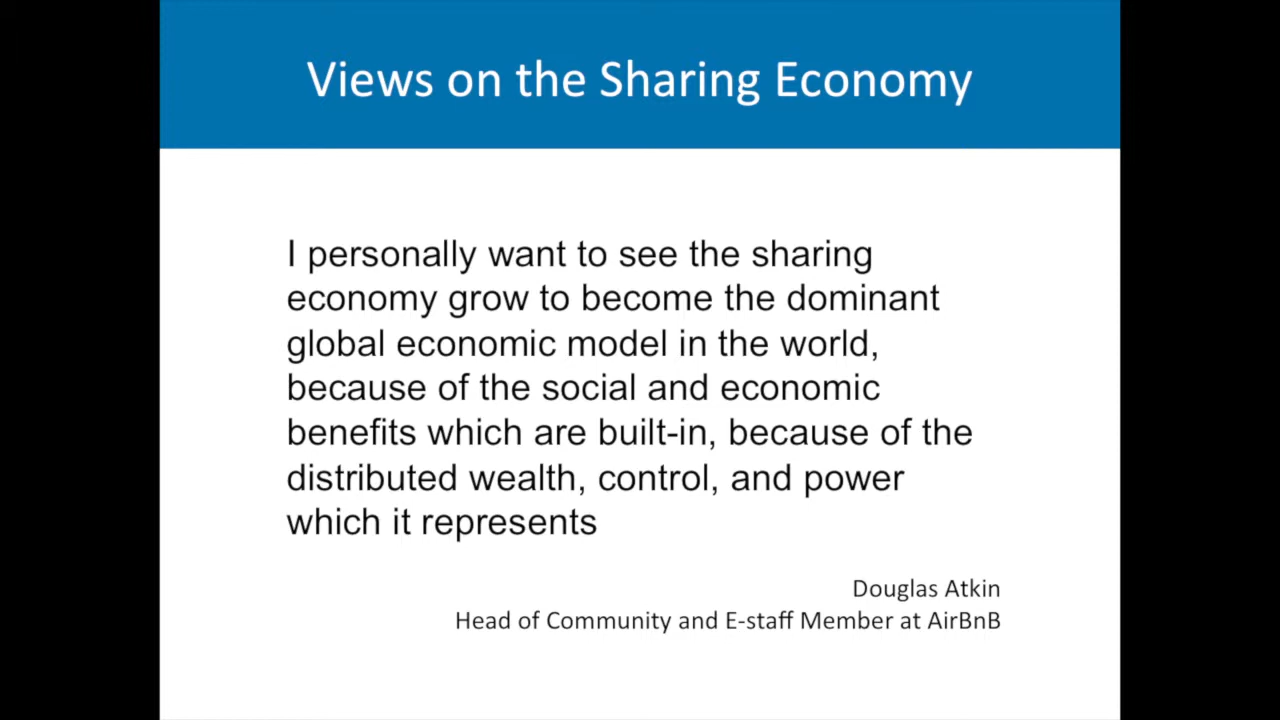 Views on the Sharing Economy
I personally want to see the sharing
economy grow to become the dominant
global economic model in the world,
because of the social and economic
benefits which are built-in, because of the
distributed wealth, control, and power
which it represents
Douglas Atkin
Head of Community and E-staff Member at AirBnB